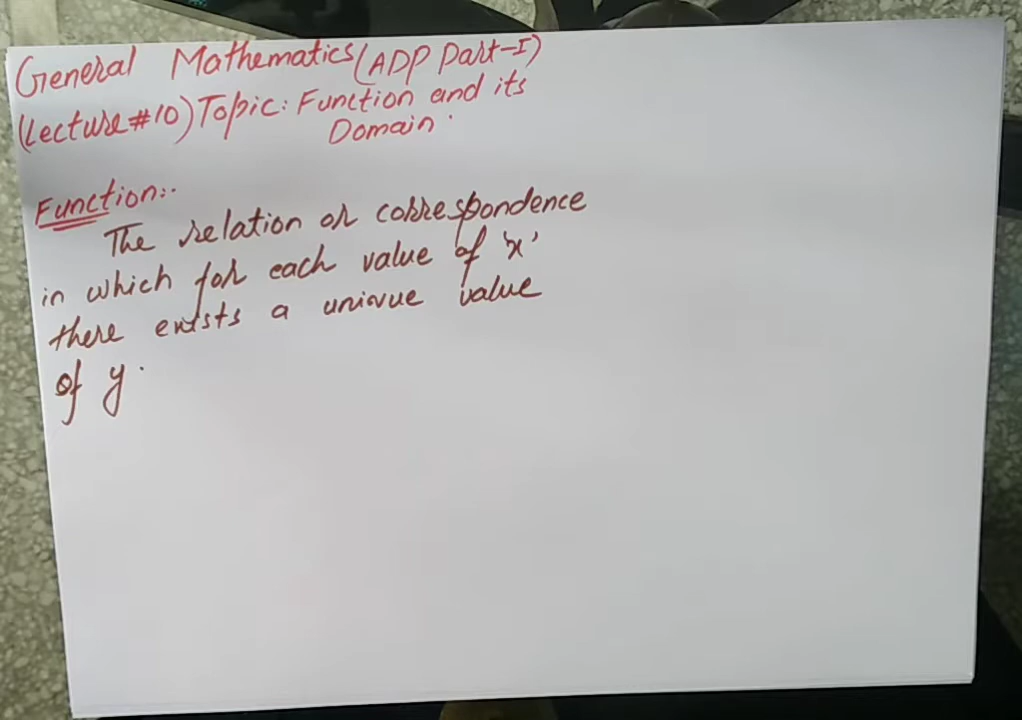 General Mathematics (ADP Part-I)
(Lecture#10) Topic: Function and its
Domain.
Function:-
The relation or correspondence
in which for each value of 'x'
there exists a unique value
of y.